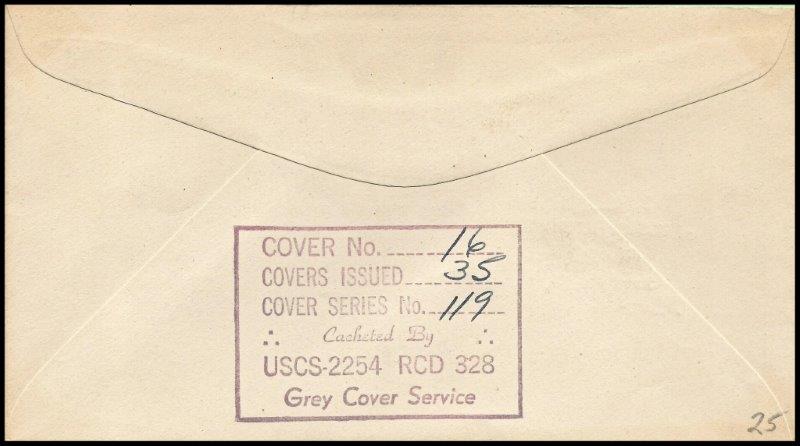 COVER No. 16
COVERS ISSUED 35
COVER SERIES No. 119
Cacheted By
USCS-2254 RCD 328
Grey Cover Service
25